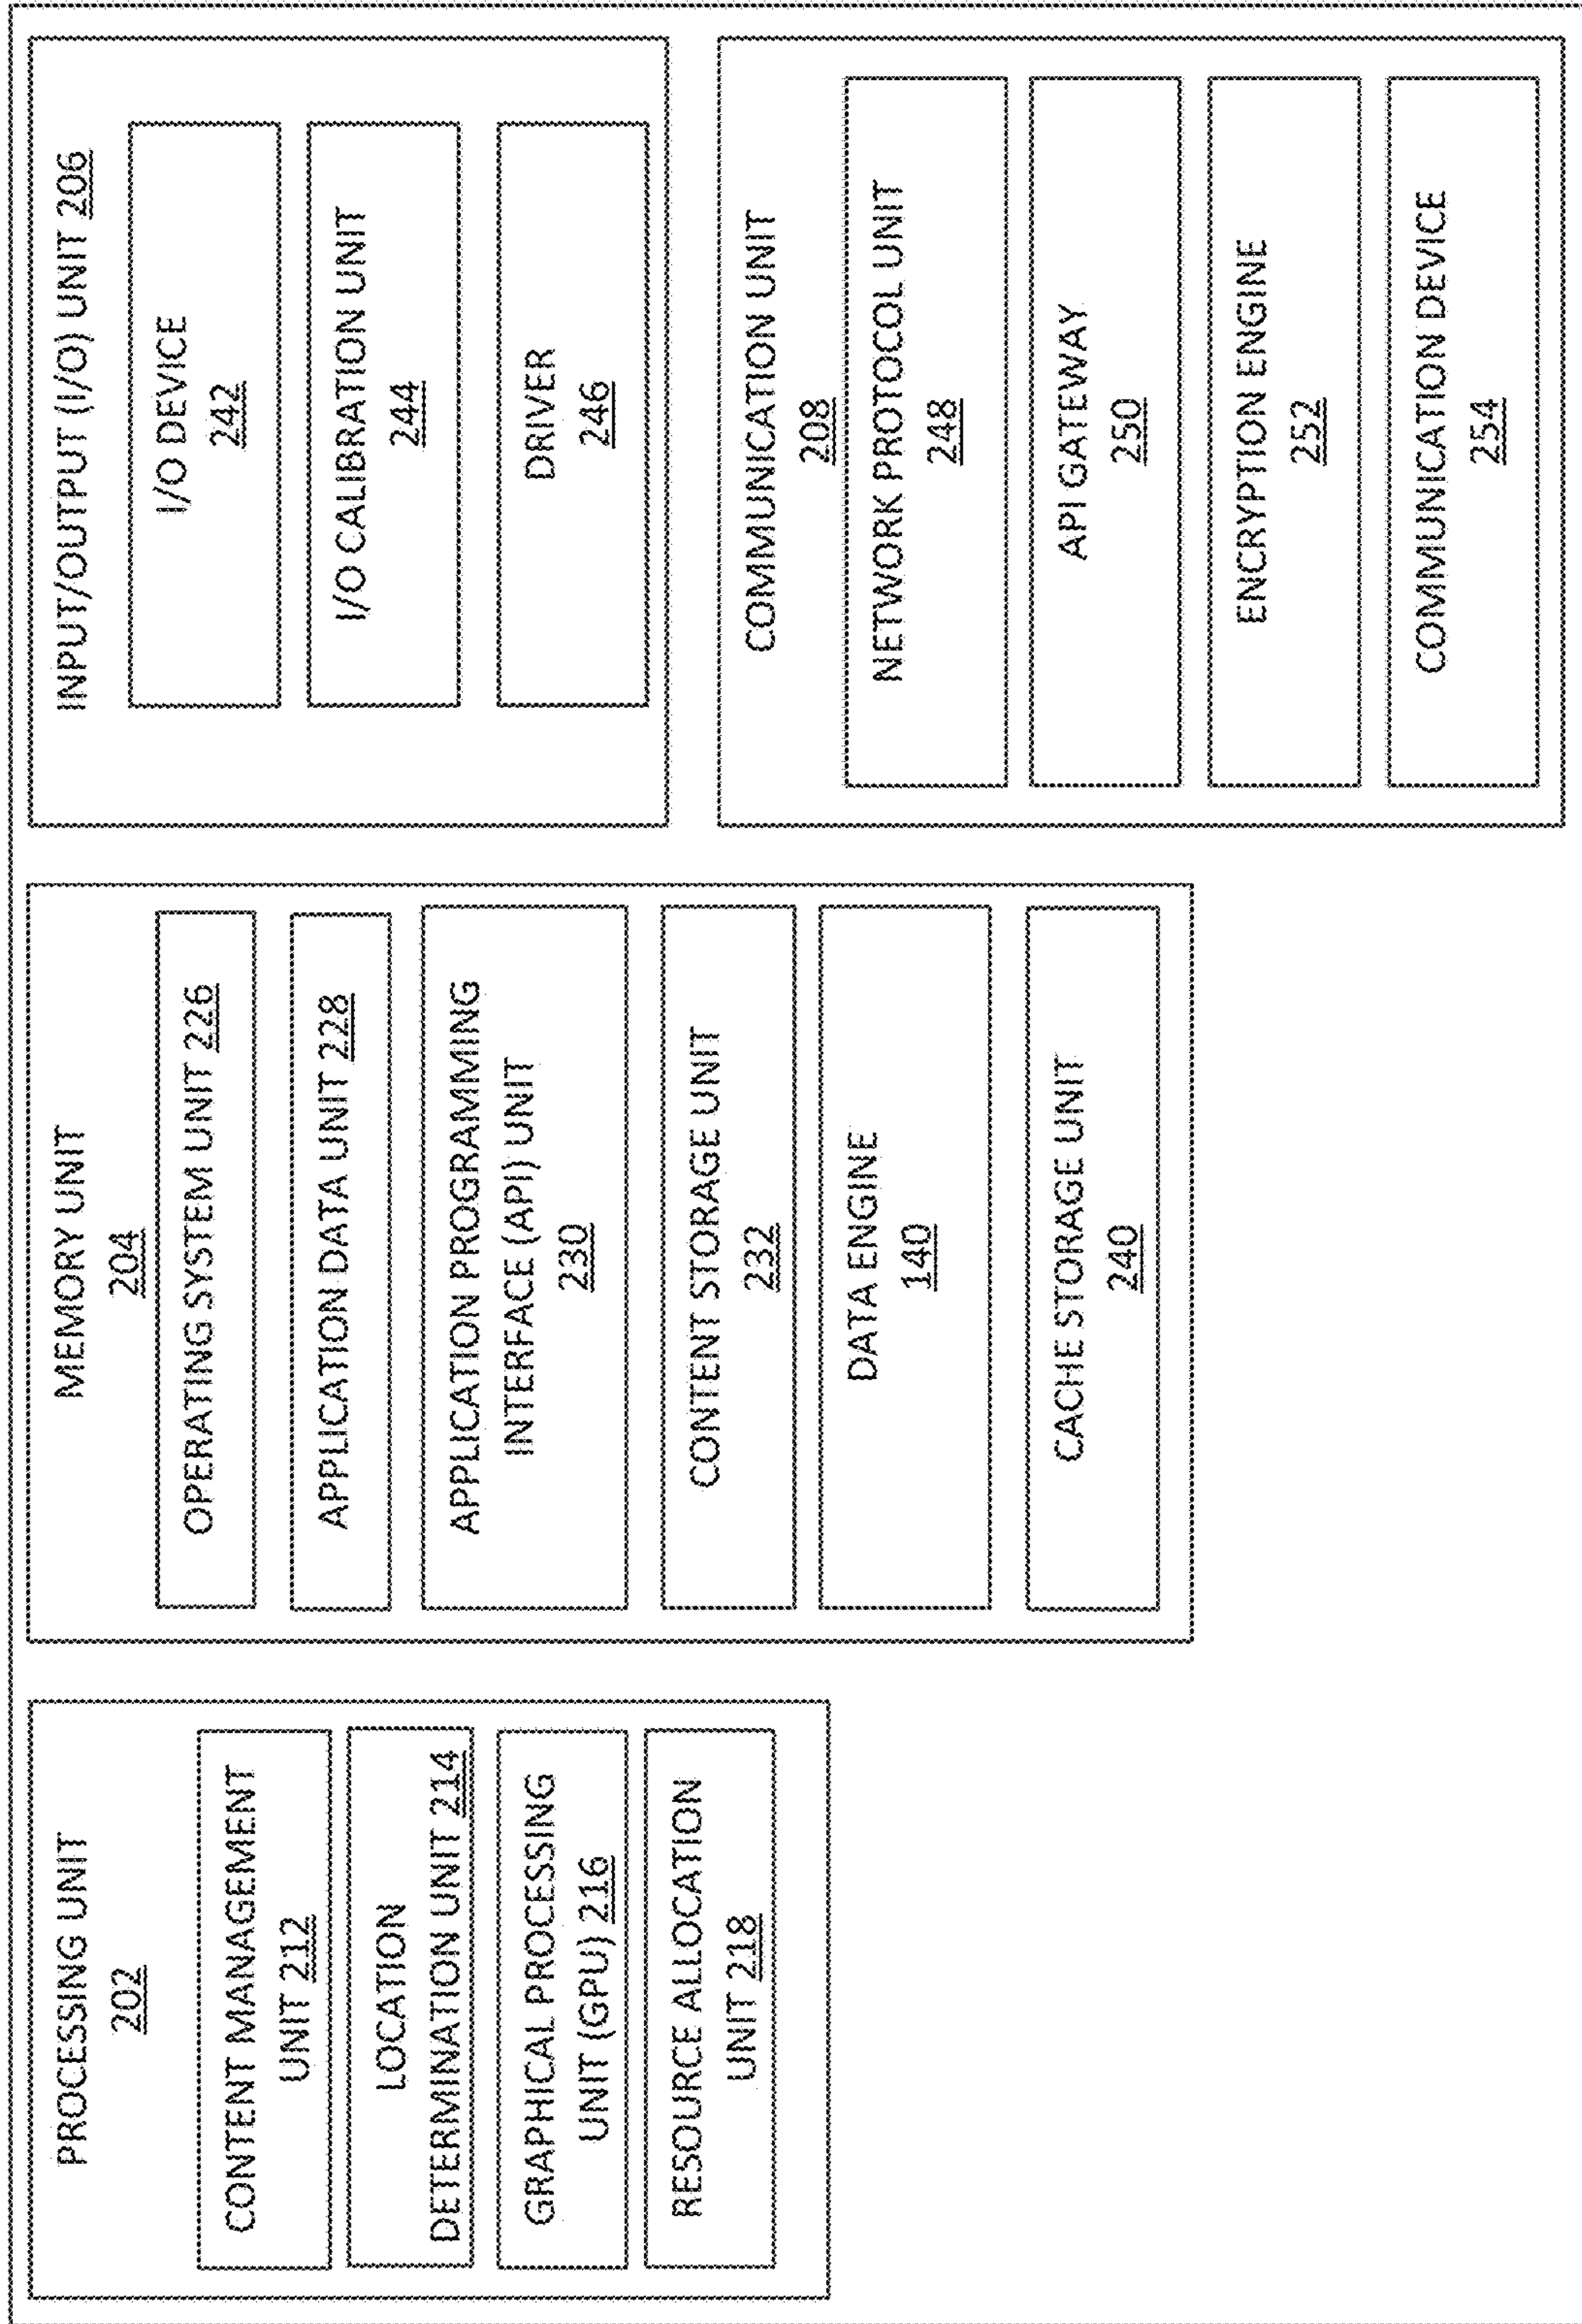 PROCESSING UNIT
202
CONTENT MANAGEMENT
UNIT 212
LOCATION
DETERMINATION UNIT 214
GRAPHICAL PROCESSING
UNIT (GPU) 216
RESOURCE ALLOCATION
UNIT 218
MEMORY UNIT
204
OPERATING SYSTEM UNIT 226
APPLICATION DATA UNIT 228
APPLICATION PROGRAMMING
INTERFACE (API) UNIT
230
CONTENT STORAGE UNIT
232
DATA ENGINE
140
CACHE STORAGE UNIT
240
INPUT/OUTPUT (I/O) UNIT 206
I/O DEVICE
242
I/O CALIBRATION UNIT
244
DRIVER
246
COMMUNICATION UNIT
208
NETWORK PROTOCOL UNIT
248
API GATEWAY
250
ENCRYPTION ENGINE
252
COMMUNICATION DEVICE
254